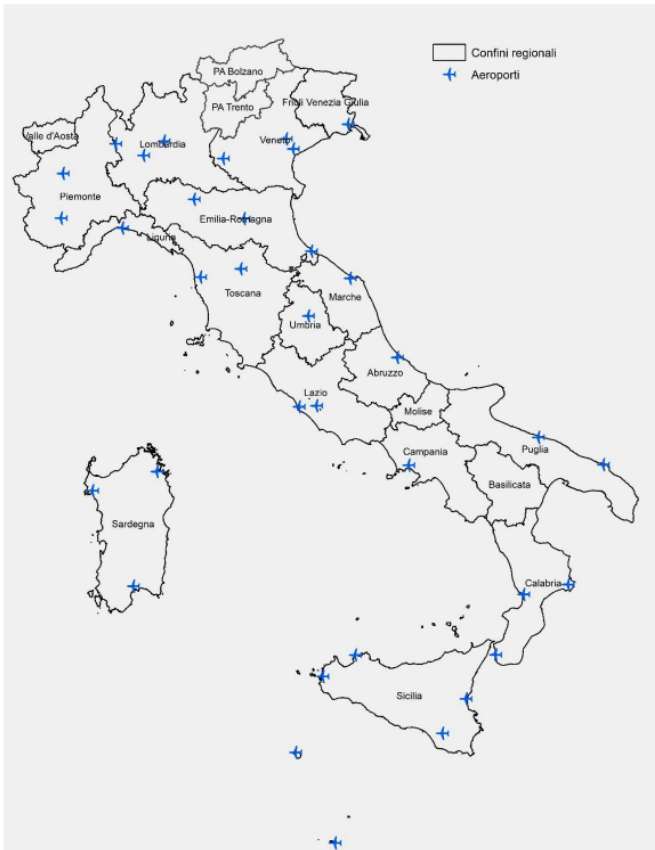 Confini regionali
Aeroporti
PA Bolzano
PA Trento
Friuli Venezia Giulia
Valle d'Aosta
Lombardia
Veneto
Piemonte
Emilia-Romagna
Liguria
Toscana
Marche
Umbria
Abruzzo
Lazio
Molise
Campania
Puglia
Basilicata
Sardegna
Calabria
Sicilia